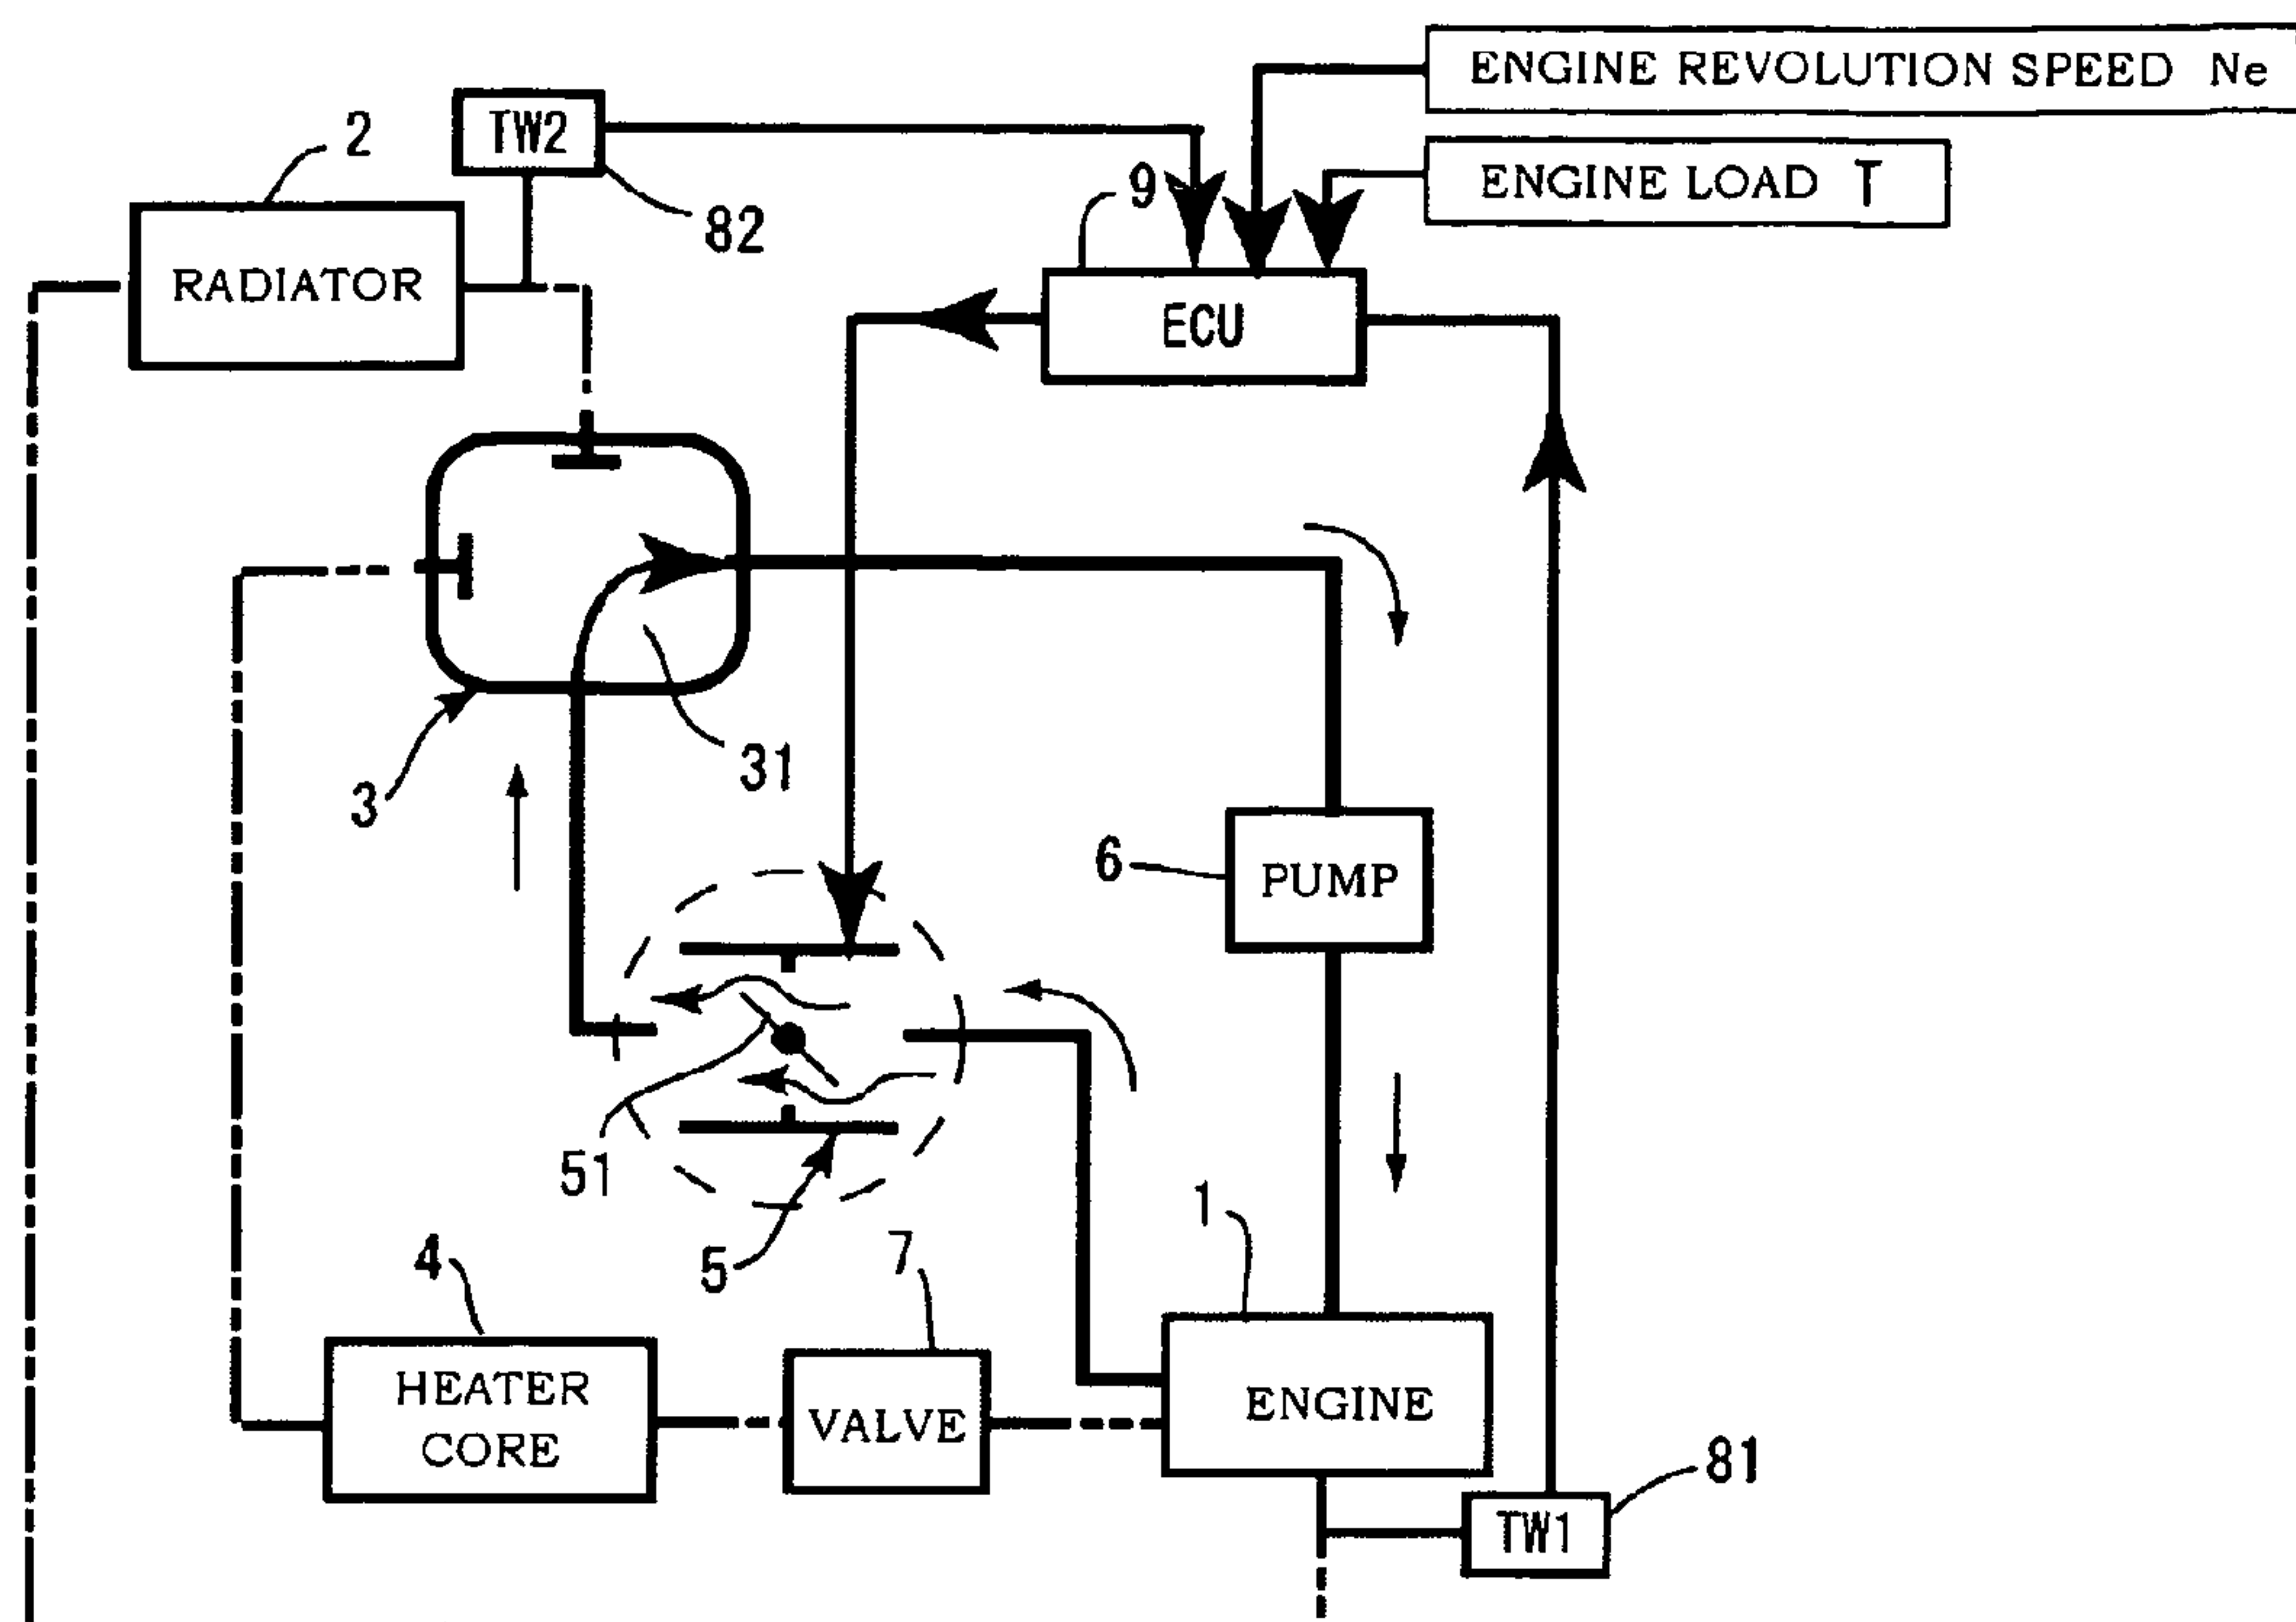 ENGINE REVOLUTION SPEED Ne
TW2
2
ENGINE LOAD T
9
82
RADIATOR
ECU
31
3
6
PUMP
51
1
5
7
4
HEATER
CORE
VALVE
ENGINE
81
TW1